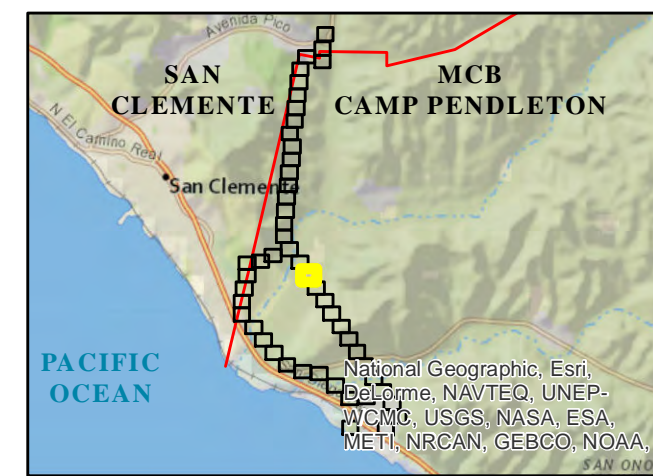 Avenida Pico
SAN
CLEMENTE
MCB
CAMP PENDLETON
N El Camino Real
San Clemente
PACIFIC
OCEAN
National Geographic, Esri,
DeLorme, NAVTEQ, UNEP-
WCMC, USGS, NASA, ESA,
METI, NRCAN, GEBCO, NOAA,
SAN ONO